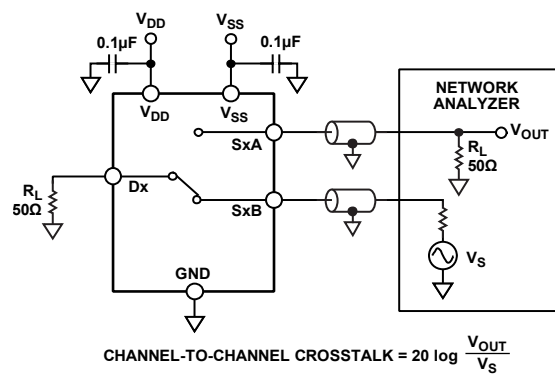 VDD
VSS
0.1µF
0.1µF
VDD
VSS
NETWORK
ANALYZER
SxA
VOUT
RL
50Ω
RL
50Ω
Dx
SxB
VS
GND
CHANNEL-TO-CHANNEL CROSSTALK = 20 log VOUT
VS